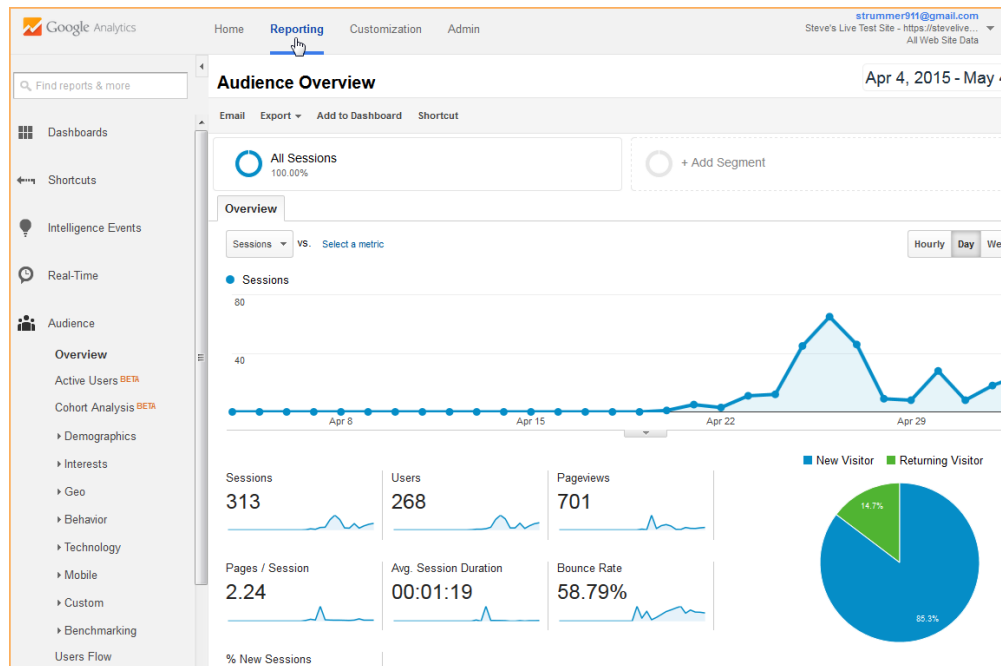 Google Analytics
Home Reporting Customization Admin
strummer911@gmail.com
Steve's Live Test Site - https://stevelive...
All Web Site Data
Find reports & more
Dashboards
Shortcuts
Intelligence Events
Real-Time
Audience
Overview
Active Users BETA
Cohort Analysis BETA
Demographics
Interests
Geo
Behavior
Technology
Mobile
Custom
Benchmarking
Users Flow
Audience Overview
Apr 4, 2015 - May 4
Email Export Add to Dashboard Shortcut
All Sessions
100.00%
+ Add Segment
Overview
Sessions VS. Select a metric
Hourly Day We
Sessions
80
40
Apr 8 Apr 15 Apr 22 Apr 29
Sessions
313
Users
268
Pageviews
701
Pages / Session
2.24
Avg. Session Duration
00:01:19
Bounce Rate
58.79%
% New Sessions
New Visitor Returning Visitor
14.7%
85.3%